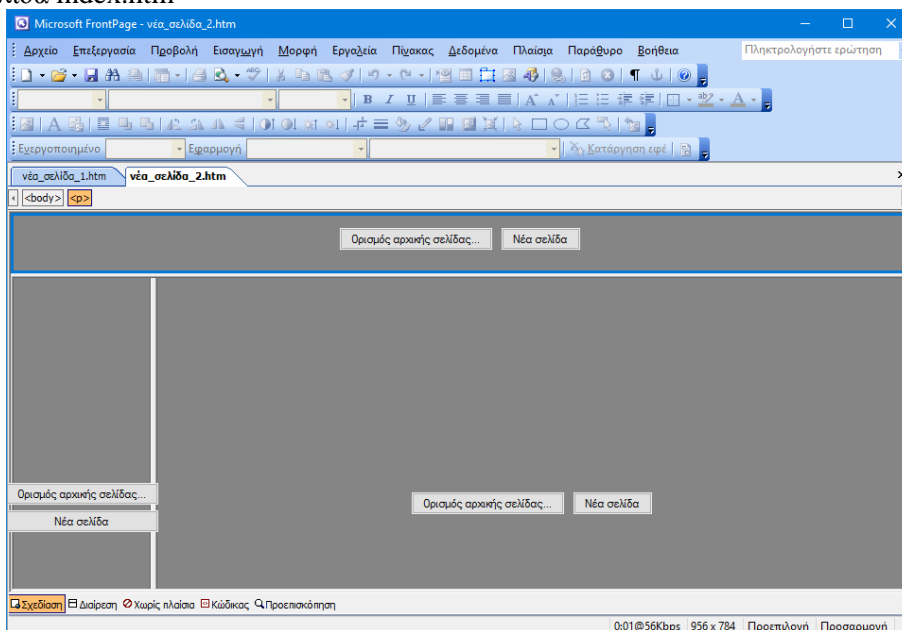 index.htm
Microsoft FrontPage - νέα_σελίδα_2.htm
Αρχείο Επεξεργασία Προβολή Εισαγωγή Μορφή Εργαλεία Πίνακας Δεδομένα Πλαίσια Παράθυρο Βοήθεια Πληκτρολογήστε ερώτηση
Ενεργοποιημένο Εφαρμογή Κατάργηση εφέ
νέα_σελίδα_1.htm νέα_σελίδα_2.htm
<body> <p>
Ορισμός αρχικής σελίδας... Νέα σελίδα
Ορισμός αρχικής σελίδας...
Νέα σελίδα
Ορισμός αρχικής σελίδας... Νέα σελίδα
Σχεδίαση Διαίρεση Χωρίς πλαίσια Κώδικας Προεπισκόπηση
0:01@56Kbps 956 x 784 Προεπιλογή Προσαρμογή